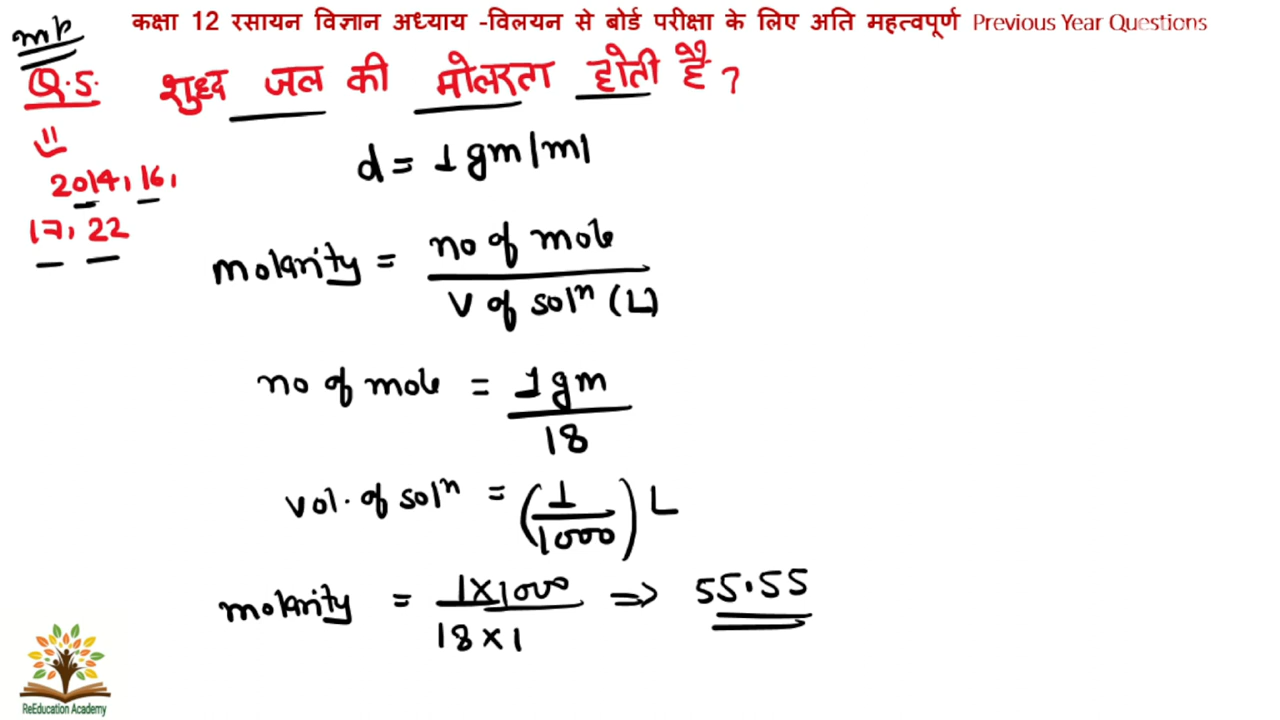 कक्षा 12 रसायन विज्ञान अध्याय -विलयन से बोर्ड परीक्षा के लिए अति महत्वपूर्ण Previous Year Questions
mp
Q.5. शुध्द जल की मोलरता होती है ?
2014, 16,
17, 22
d = 1 gm/ml
molarity = no of mole
V of solⁿ (L)
no of mole = 1 gm
18
vol. of solⁿ = (1/1000) L
molarity = 1×1000 ⇒ 55.55
18×1
ReEducation Academy